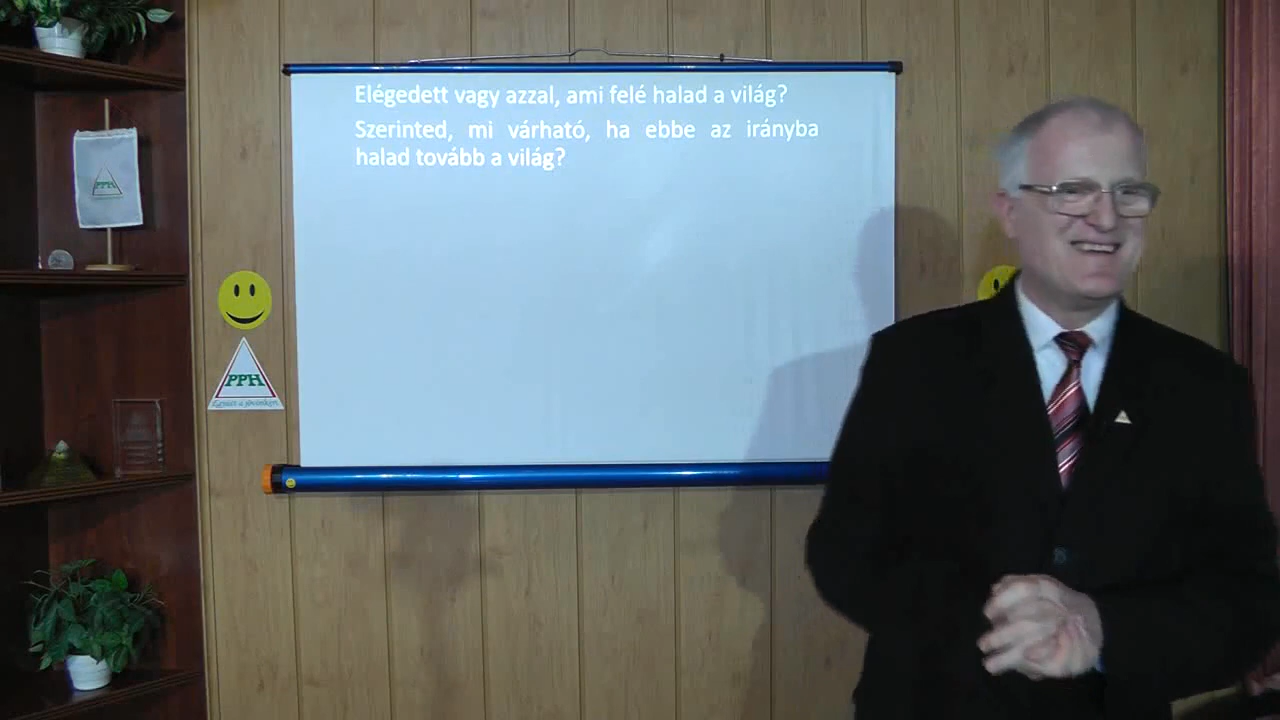 Elégedett vagy azzal, ami felé halad a világ?
Szerinted, mi várható, ha ebbe az irányba
halad tovább a világ?
PPH
PPH